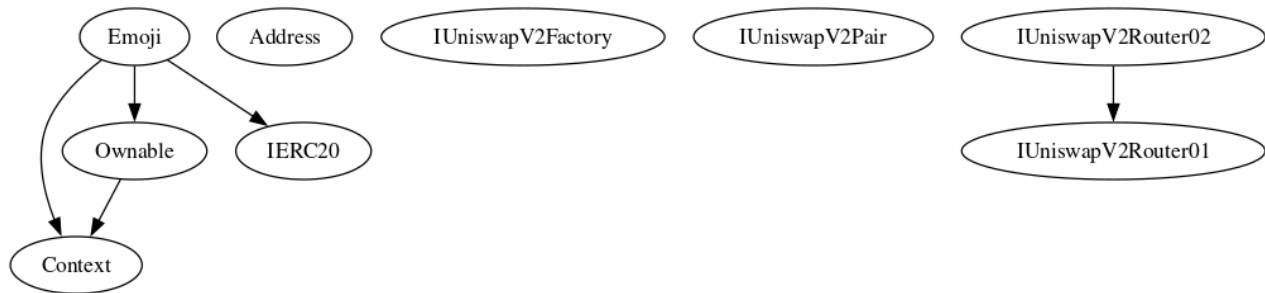 Emoji
Address
IUniswapV2Factory
IUniswapV2Pair
IUniswapV2Router02
Ownable
IERC20
IUniswapV2Router01
Context